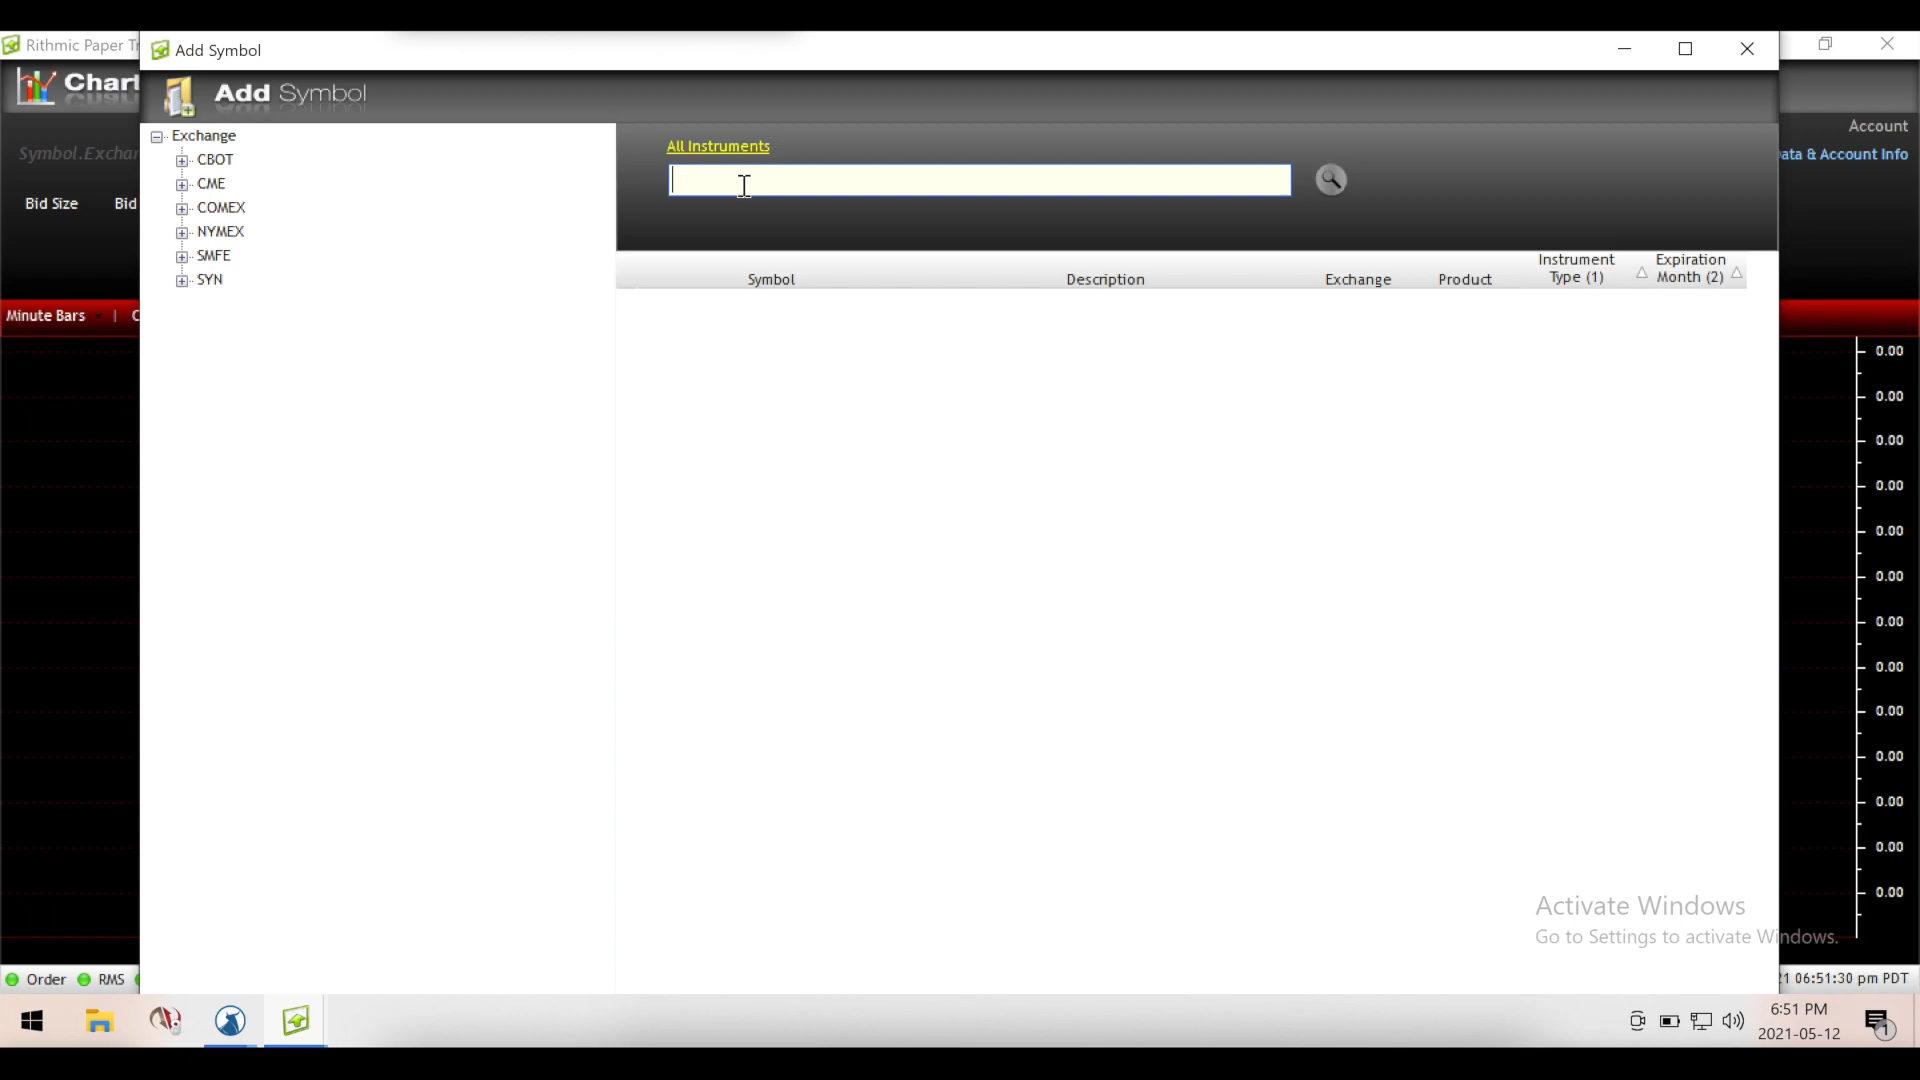 Rithmic Paper Tr
Add Symbol
Chart
Add Symbol
Exchange
CBOT
CME
COMEX
NYMEX
SMFE
SYN
All Instruments
Account
Symbol.Exchan
ata & Account Info
Bid Size Bid
Symbol Description Exchange Product Instrument Type (1) Expiration Month (2)
Minute Bars | C
0.00
0.00
0.00
0.00
0.00
0.00
0.00
0.00
0.00
0.00
0.00
0.00
0.00
Activate Windows
Go to Settings to activate Windows.
Order RMS
21 06:51:30 pm PDT
6:51 PM
2021-05-12
1